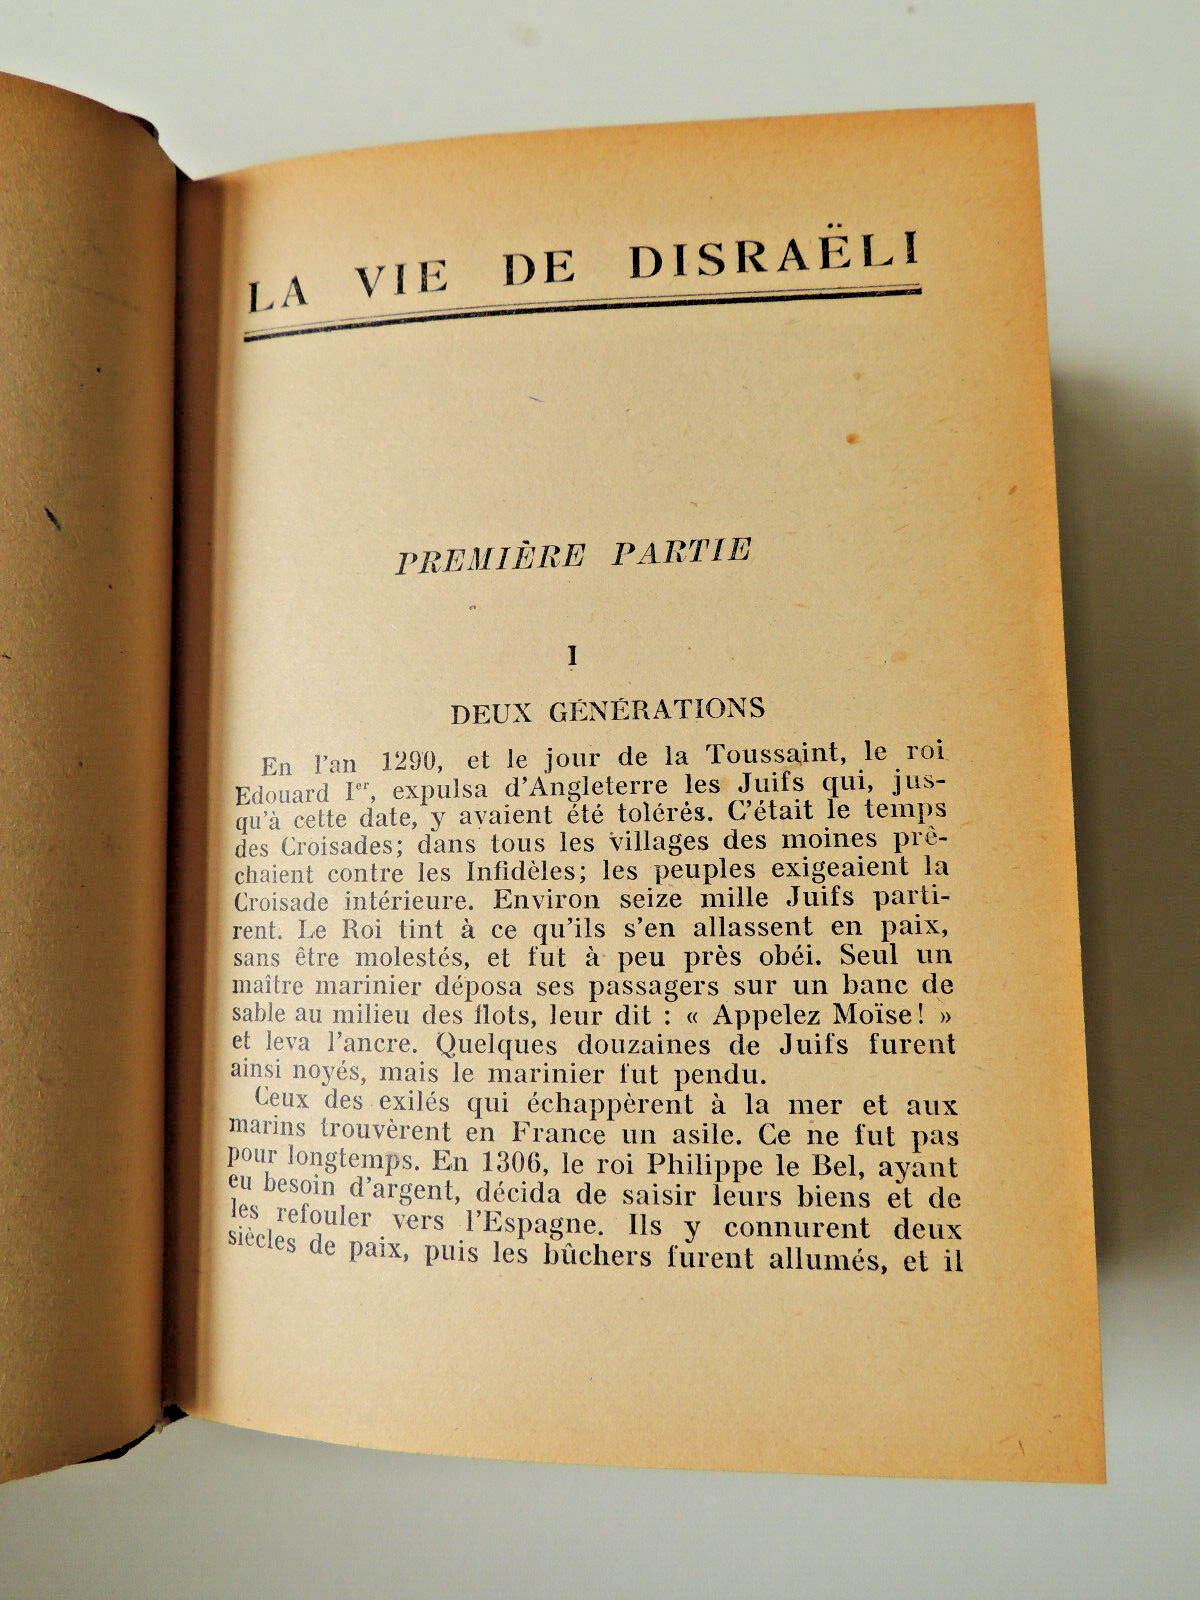 LA VIE DE DISRAËLI
PREMIÈRE PARTIE
I
DEUX GÉNÉRATIONS
En l'an 1290, et le jour de la Toussaint, le roi
Edouard Ier, expulsa d'Angleterre les Juifs qui, jus-
qu'à cette date, y avaient été tolérés. C'était le temps
des Croisades; dans tous les villages des moines prê-
chaient contre les Infidèles; les peuples exigeaient la
Croisade intérieure. Environ seize mille Juifs parti-
rent. Le Roi tint à ce qu'ils s'en allassent en paix,
sans être molestés, et fut à peu près obéi. Seul un
maître marinier déposa ses passagers sur un banc de
sable au milieu des flots, leur dit : « Appelez Moïse! »
et leva l'ancre. Quelques douzaines de Juifs furent
ainsi noyés, mais le marinier fut pendu.
Ceux des exilés qui échappèrent à la mer et aux
marins trouvèrent en France un asile. Ce ne fut pas
pour longtemps. En 1306, le roi Philippe le Bel, ayant
eu besoin d'argent, décida de saisir leurs biens et de
les refouler vers l'Espagne. Ils y connurent deux
siècles de paix, puis les bûchers furent allumés, et il